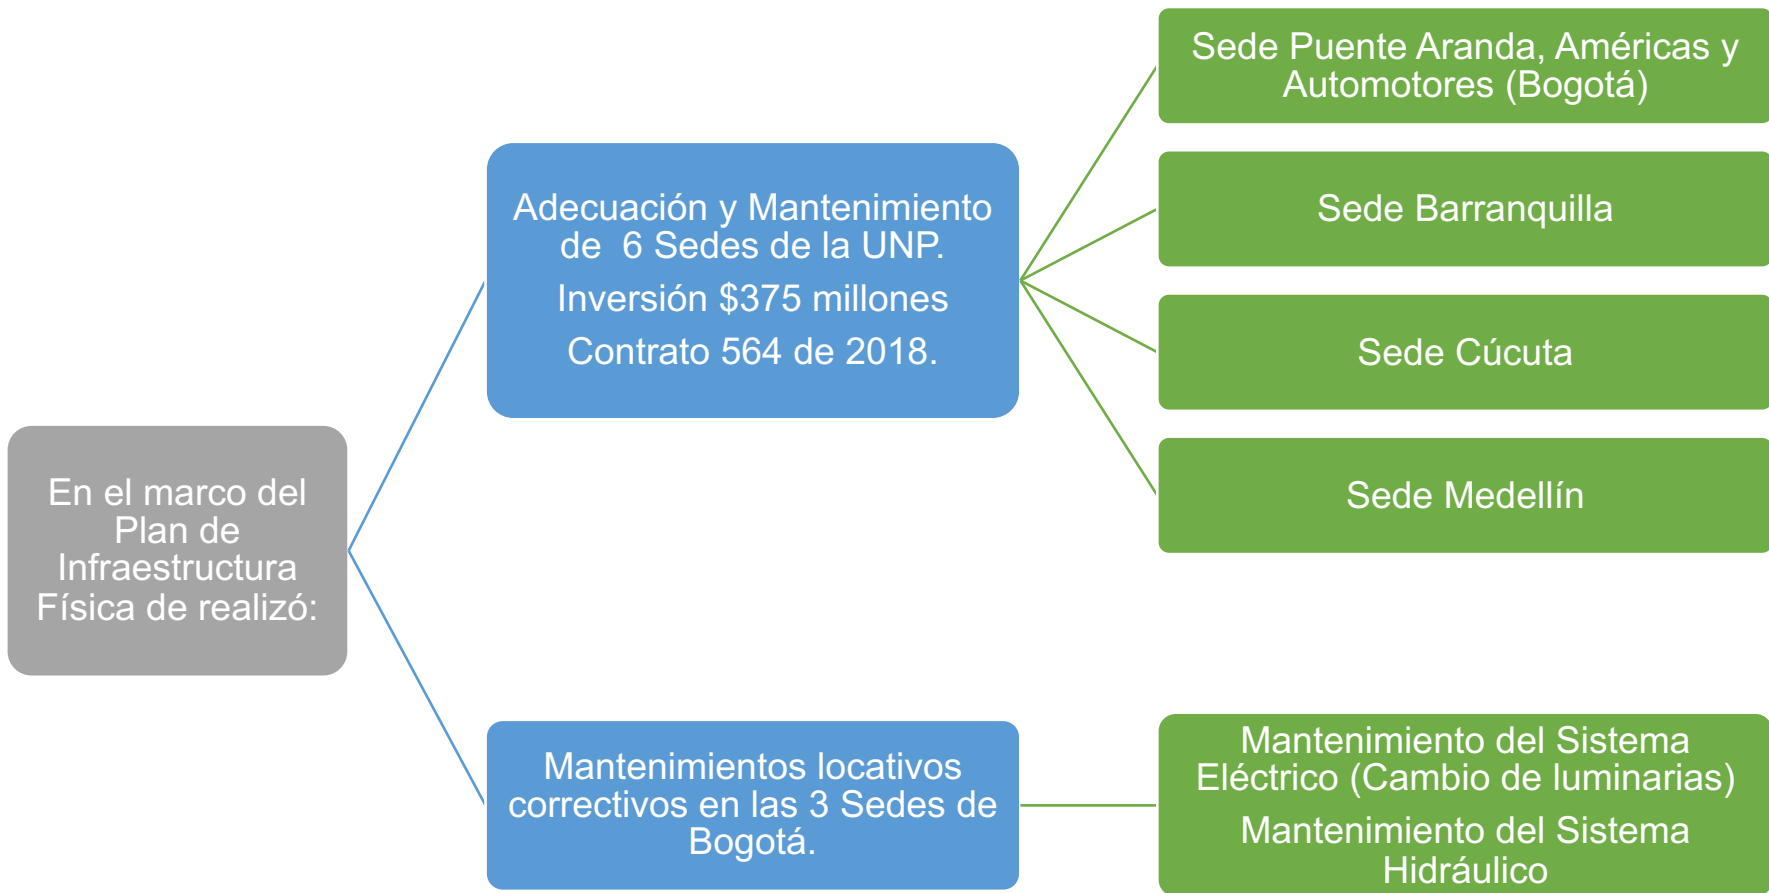 En el marco del
Plan de
Infraestructura
Física de realizó:
Adecuación y Mantenimiento
de  6 Sedes de la UNP.
Inversión $375 millones
Contrato 564 de 2018.
Sede Puente Aranda, Américas y
Automotores (Bogotá)
Sede Barranquilla
Sede Cúcuta
Sede Medellín
Mantenimientos locativos
correctivos en las 3 Sedes de
Bogotá.
Mantenimiento del Sistema
Eléctrico (Cambio de luminarias)
Mantenimiento del Sistema
Hidráulico